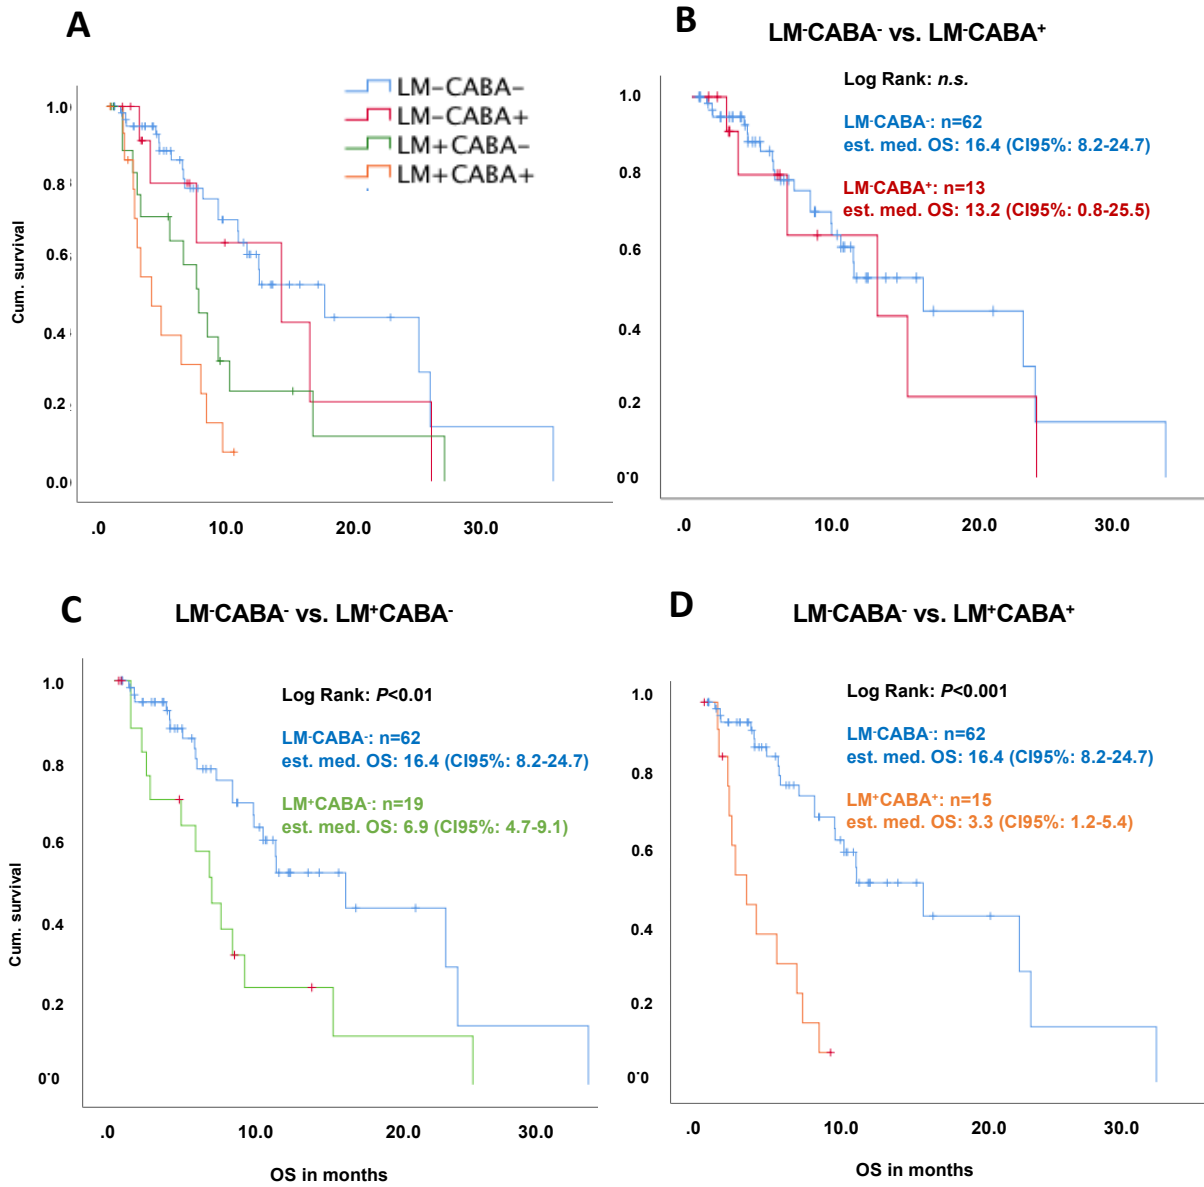 A
LM-CABA-
LM-CABA+
LM+CABA-
LM+CABA+
Cum. survival
1.0
0.8
0.6
0.4
0.2
0.0
.0 10.0 20.0 30.0
B
LM-CABA- vs. LM-CABA+
Log Rank: n.s.
LM-CABA-: n=62
est. med. OS: 16.4 (CI95%: 8.2-24.7)
LM-CABA+: n=13
est. med. OS: 13.2 (CI95%: 0.8-25.5)
1.0
0.8
0.6
0.4
0.2
0.0
.0 10.0 20.0 30.0
C
LM-CABA- vs. LM+CABA-
Log Rank: P<0.01
LM-CABA-: n=62
est. med. OS: 16.4 (CI95%: 8.2-24.7)
LM+CABA-: n=19
est. med. OS: 6.9 (CI95%: 4.7-9.1)
Cum. survival
1.0
0.8
0.6
0.4
0.2
0.0
.0 10.0 20.0 30.0
OS in months
D
LM-CABA- vs. LM+CABA+
Log Rank: P<0.001
LM-CABA-: n=62
est. med. OS: 16.4 (CI95%: 8.2-24.7)
LM+CABA+: n=15
est. med. OS: 3.3 (CI95%: 1.2-5.4)
1.0
0.8
0.6
0.4
0.2
0.0
.0 10.0 20.0 30.0
OS in months